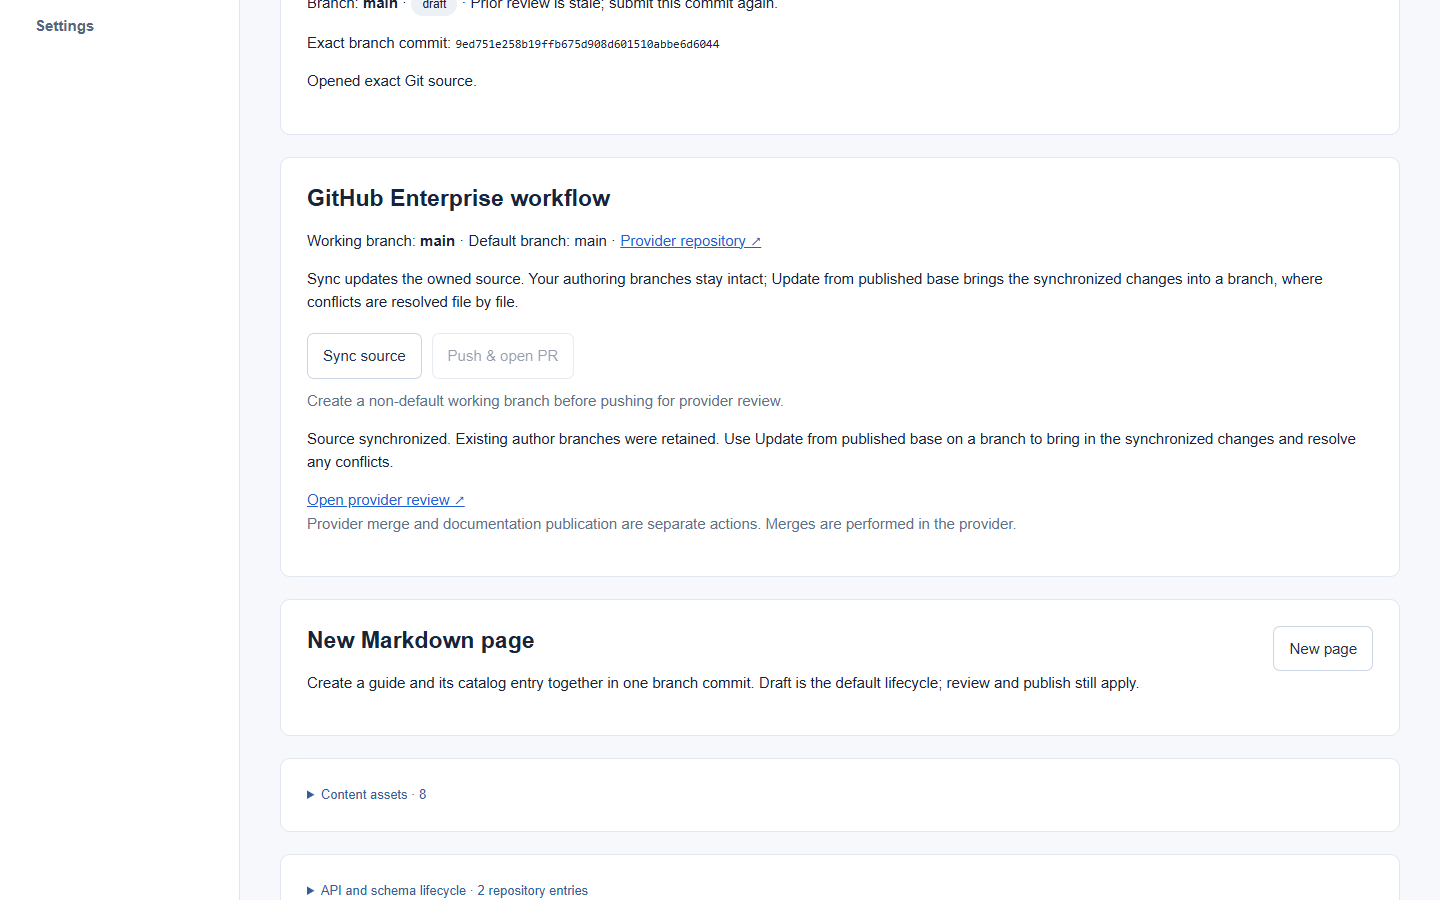 Settings
Branch: main · draft · Prior review is stale; submit this commit again.
Exact branch commit: 9ed751e258b19ffb675d908d601510abbe6d6044
Opened exact Git source.
GitHub Enterprise workflow
Working branch: main · Default branch: main · Provider repository ↗
Sync updates the owned source. Your authoring branches stay intact; Update from published base brings the synchronized changes into a branch, where
conflicts are resolved file by file.
Sync source
Push & open PR
Create a non-default working branch before pushing for provider review.
Source synchronized. Existing author branches were retained. Use Update from published base on a branch to bring in the synchronized changes and resolve
any conflicts.
Open provider review ↗
Provider merge and documentation publication are separate actions. Merges are performed in the provider.
New Markdown page
New page
Create a guide and its catalog entry together in one branch commit. Draft is the default lifecycle; review and publish still apply.
▶ Content assets · 8
▶ API and schema lifecycle · 2 repository entries